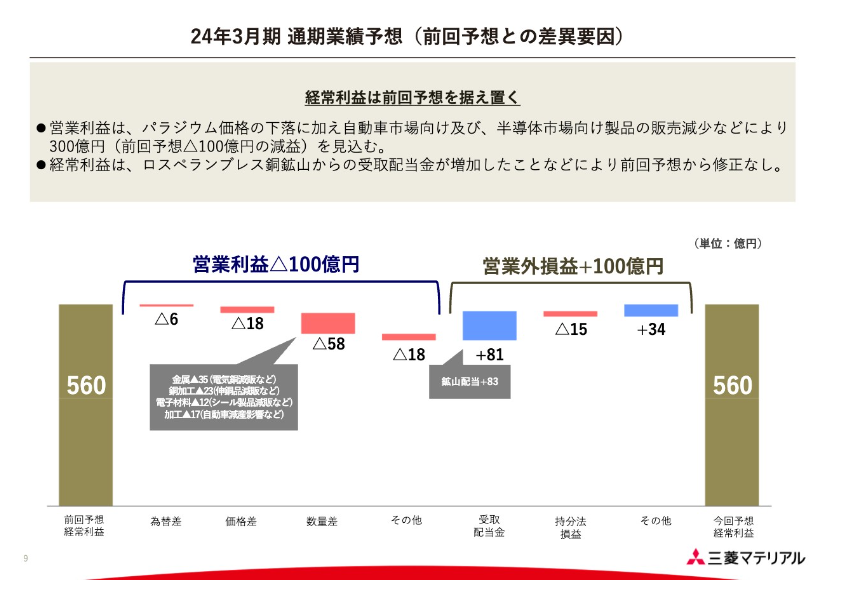 24年3月期 通期業績予想（前回予想との差異要因）
経常利益は前回予想を据え置く
●営業利益は、パラジウム価格の下落に加え自動車市場向け及び、半導体市場向け製品の販売減少などにより
300億円（前回予想△100億円の減益）を見込む。
●経常利益は、ロスペランブレス銅鉱山からの受取配当金が増加したことなどにより前回予想から修正なし。
（単位：億円）
営業利益△100億円
営業外損益+100億円
△6
△18
△58
△18
+81
△15
+34
560
560
金属▲35（電気銅減販など）
銅加工▲23(伸銅品減販など)
電子材料▲12(シール製品減販など)
加工▲17(自動車減産影響など)
鉱山配当+83
前回予想
経常利益
為替差
価格差
数量差
その他
受取
配当金
持分法
損益
その他
今回予想
経常利益
9
三菱マテリアル